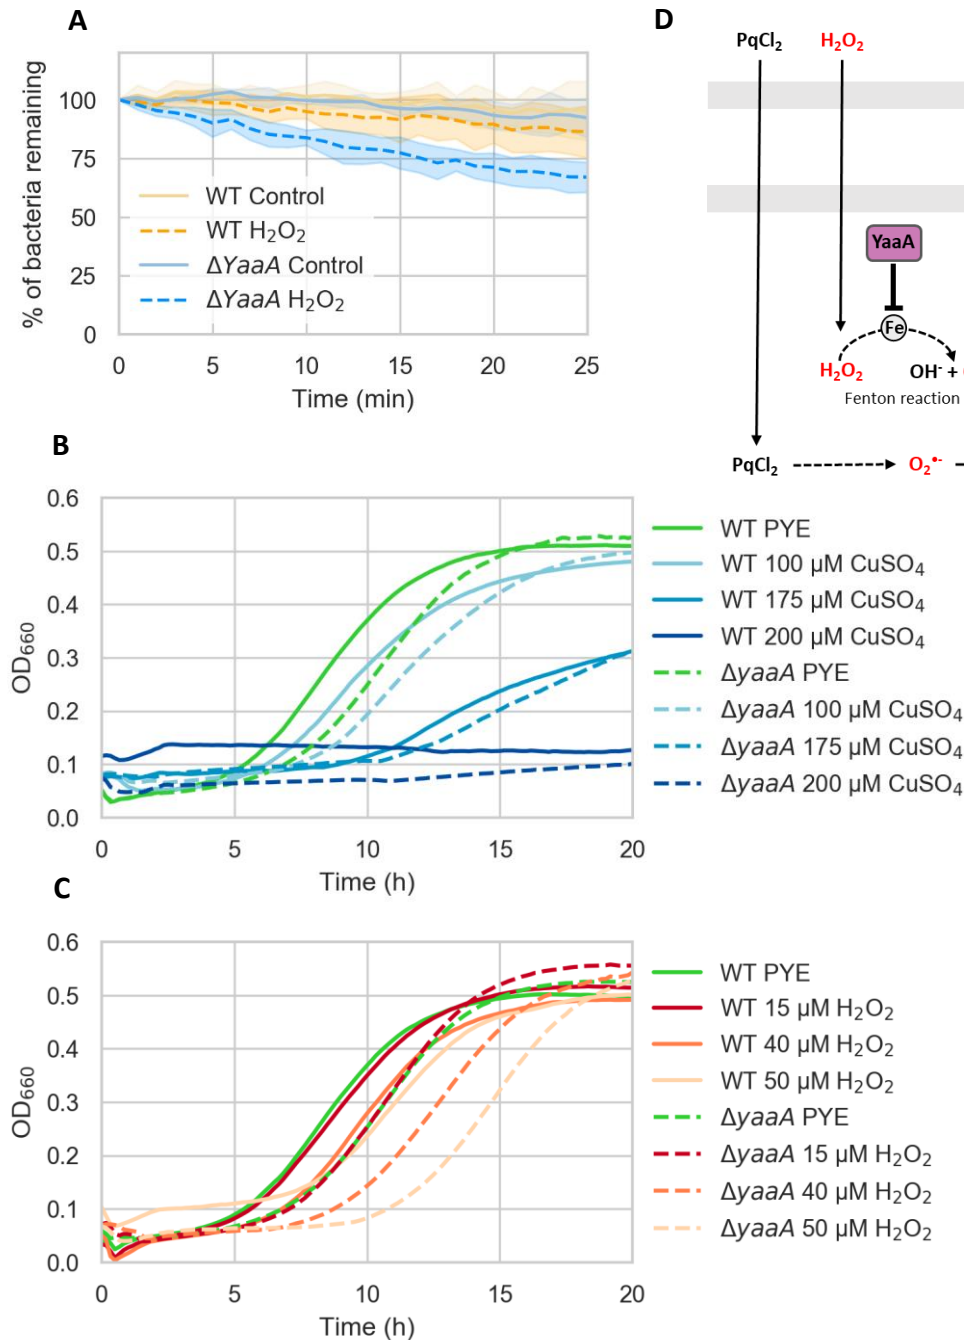 A
% of bacteria remaining
100
75
50
25
0
WT Control
WT H₂O₂
ΔYaaA Control
ΔYaaA H₂O₂
0 5 10 15 20 25
Time (min)
D
PqCl₂ H₂O₂
YaaA
Fe
H₂O₂ OH⁻ +
Fenton reaction
PqCl₂ O₂•⁻
B
OD₆₆₀
0.6
0.5
0.4
0.3
0.2
0.1
0.0
0 5 10 15 20
Time (h)
WT PYE
WT 100 µM CuSO₄
WT 175 µM CuSO₄
WT 200 µM CuSO₄
ΔyaaA PYE
ΔyaaA 100 µM CuSO₄
ΔyaaA 175 µM CuSO₄
ΔyaaA 200 µM CuSO₄
C
OD₆₆₀
0.6
0.5
0.4
0.3
0.2
0.1
0.0
0 5 10 15 20
Time (h)
WT PYE
WT 15 µM H₂O₂
WT 40 µM H₂O₂
WT 50 µM H₂O₂
ΔyaaA PYE
ΔyaaA 15 µM H₂O₂
ΔyaaA 40 µM H₂O₂
ΔyaaA 50 µM H₂O₂